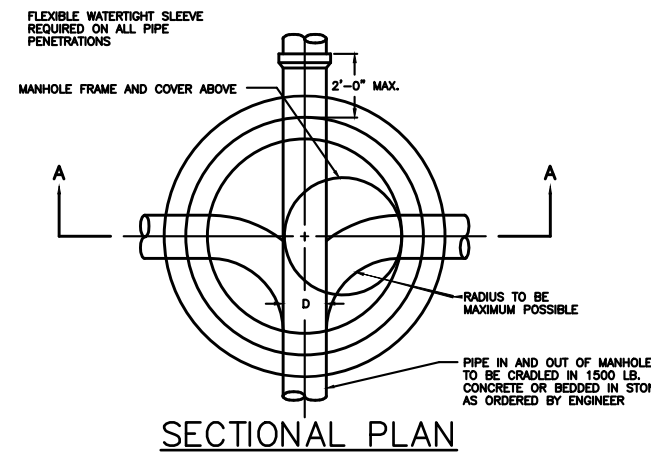 FLEXIBLE WATERTIGHT SLEEVE
REQUIRED ON ALL PIPE
PENETRATIONS
MANHOLE FRAME AND COVER ABOVE
2'-0" MAX.
A
A
D
RADIUS TO BE
MAXIMUM POSSIBLE
PIPE IN AND OUT OF MANHOLE
TO BE CRADLED IN 1500 LB.
CONCRETE OR BEDDED IN
AS ORDERED BY ENGINEER
SECTIONAL PLAN